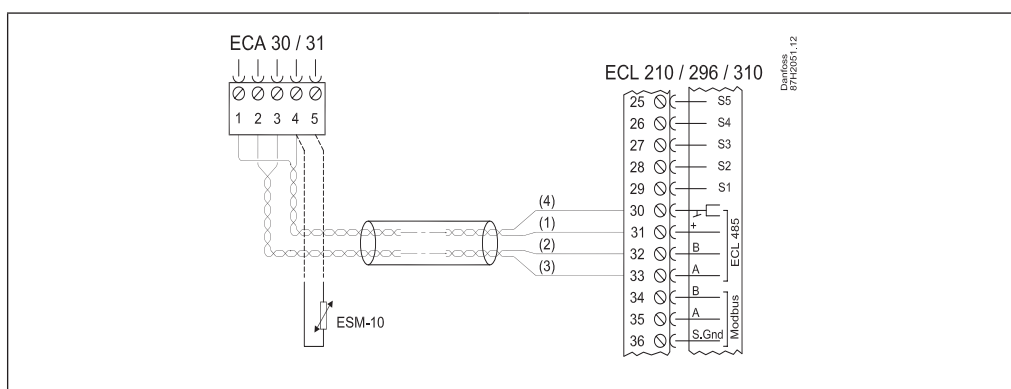 ECA 30 / 31
1 2 3 4 5
ESM-10
(4)
(1)
(2)
(3)
ECL 210 / 296 / 310
25 S5
26 S4
27 S3
28 S2
29 S1
30
31 +
32 B
33 A
ECL 485
34 B
35 A
36 S.Gnd
Modbus
Danfoss
87H2051.12